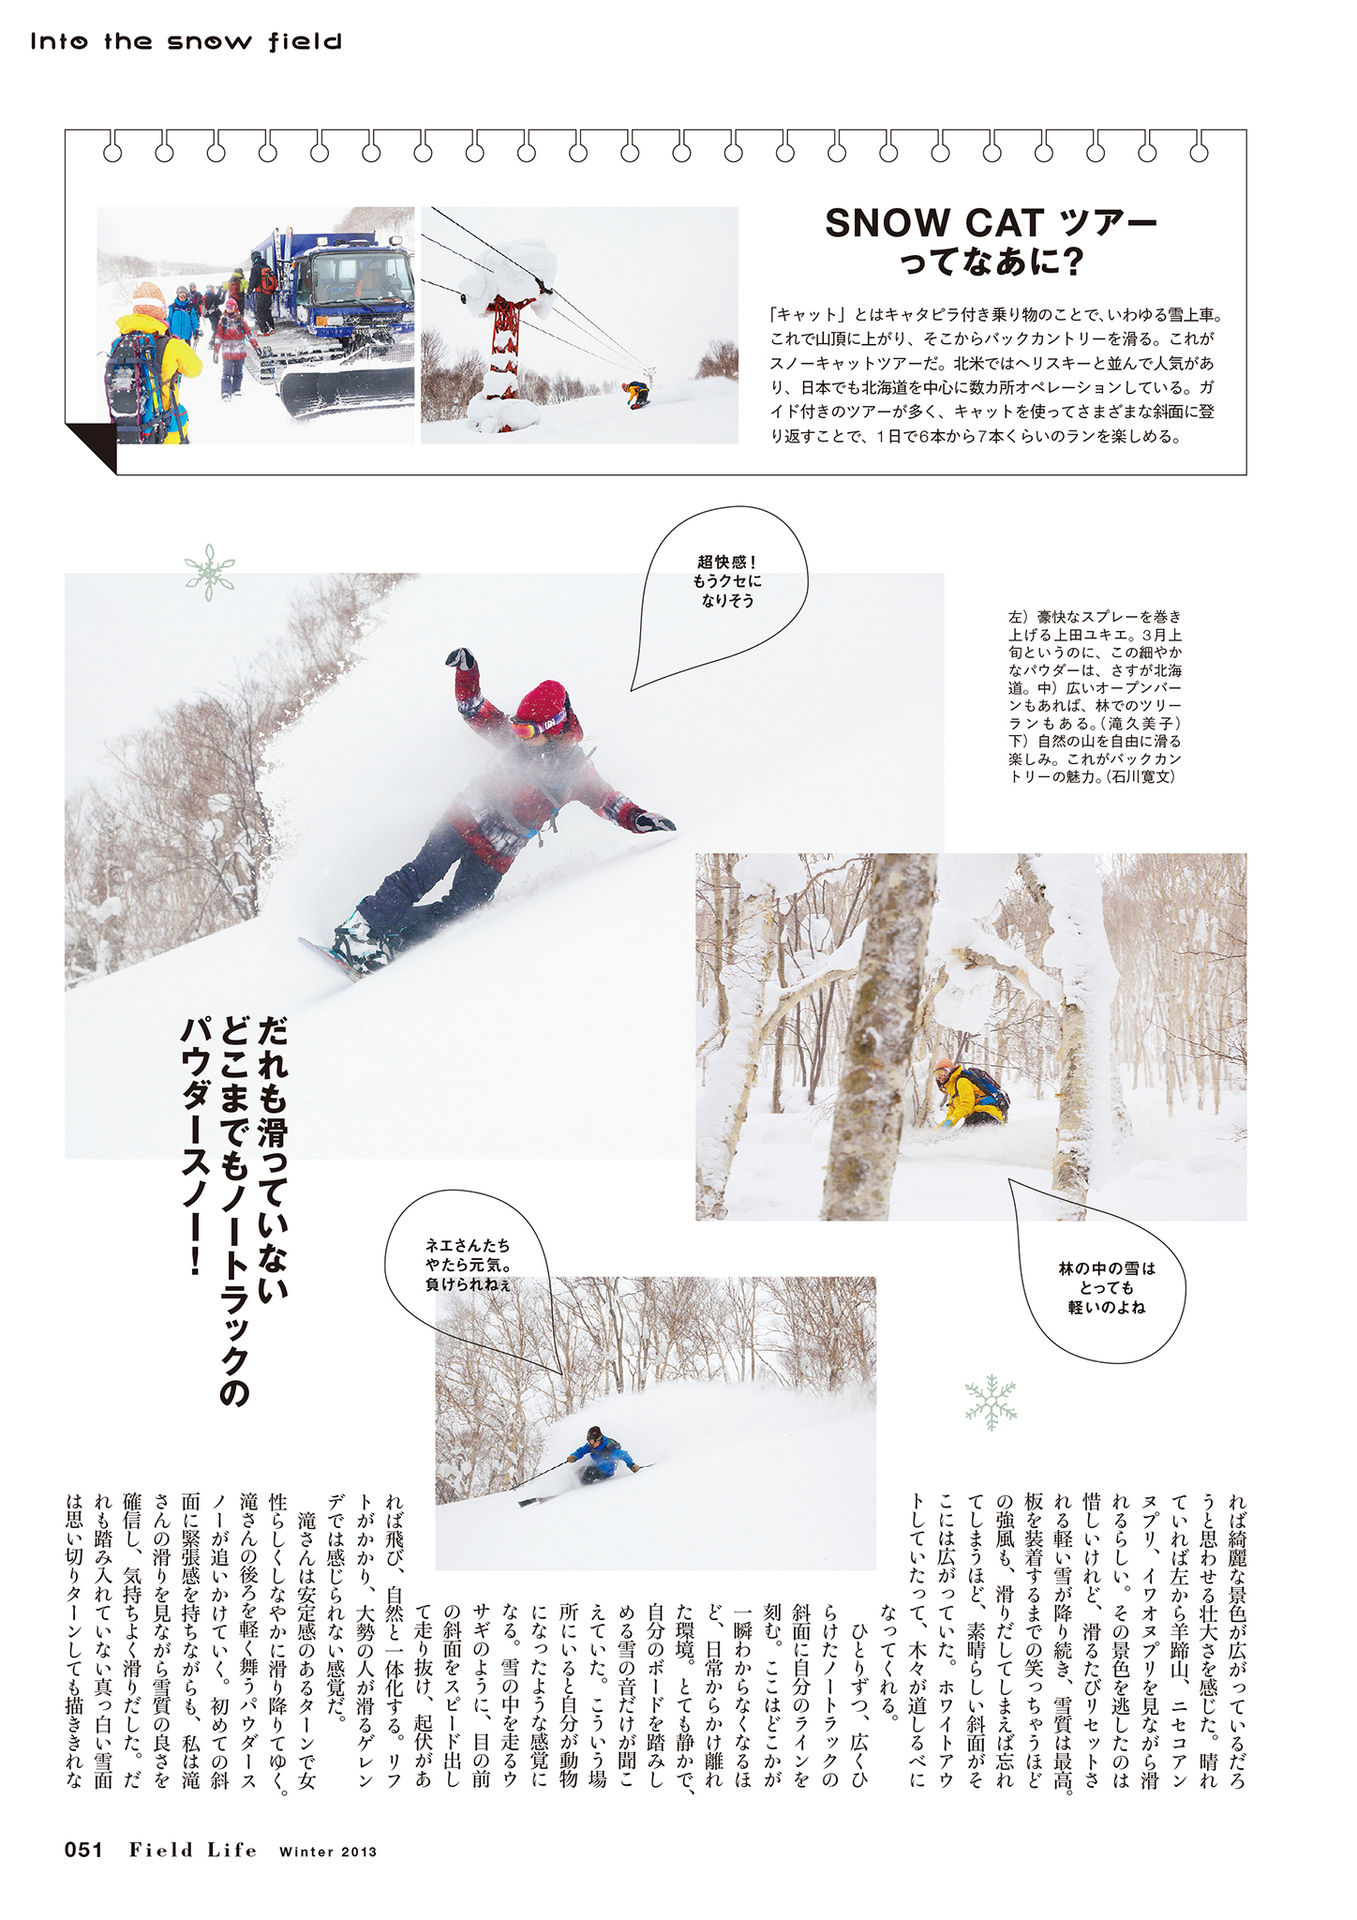 Into the snow field
SNOW CAT ツアー
ってなあに?
「キャット」とはキャタピラ付き乗り物のことで、いわゆる雪上車。
これで山頂に上がり、そこからバックカントリーを滑る。これが
スノーキャットツアーだ。北米ではヘリスキーと並んで人気があ
り、日本でも北海道を中心に数カ所オペレーションしている。ガ
イド付きのツアーが多く、キャットを使ってさまざまな斜面に登
り返すことで、1日で6本から7本くらいのランを楽しめる。
超快感!
もうクセに
なりそう
左）豪快なスプレーを巻き
上げる上田ユキエ。3月上
旬というのに、この細やか
なパウダーは、さすが北海
道。中）広いオープンバー
ンもあれば、林でのツリー
ランもある。（滝久美子）
下）自然の山を自由に滑る
楽しみ。これがバックカン
トリーの魅力。（石川寛文）
だれも滑っていない
どこまでもノートラックの
パウダースノー!
ネエさんたち
やたら元気。
負けられねぇ
林の中の雪は
とっても
軽いのよね
れば綺麗な景色が広がっているだろ
うと思わせる壮大さを感じた。晴れ
ていれば左から羊蹄山、ニセコアン
ヌプリ、イワオヌプリを見ながら滑
れるらしい。その景色を逃したのは
惜しいけれど、滑るたびリセットさ
れる軽い雪が降り続き、雪質は最高。
板を装着するまでの笑っちゃうほど
の強風も、滑りだしてしまえば忘れ
てしまうほど、素晴らしい斜面がそ
こには広がっていた。ホワイトアウ
トしていたって、木々が道しるべに
なってくれる。
ひとりずつ、広くひ
らけたノートラックの
斜面に自分のラインを
刻む。ここはどこかが
一瞬わからなくなるほ
ど、日常からかけ離れ
た環境。とても静かで、
自分のボードを踏みし
める雪の音だけが聞こ
えていた。こういう場
所にいると自分が動物
になったような感覚に
なる。雪の中を走るウ
サギのように、目の前
の斜面をスピード出し
て走り抜け、起伏があ
れば飛び、自然と一体化する。リフ
トがかかり、大勢の人が滑るゲレン
デでは感じられない感覚だ。
滝さんは安定感のあるターンで女
性らしくしなやかに滑り降りてゆく。
滝さんの後ろを軽く舞うパウダース
ノーが追いかけていく。初めての斜
面に緊張感を持ちながらも、私は滝
さんの滑りを見ながら雪質の良さを
確信し、気持ちよく滑りだした。だ
れも踏み入れていない真っ白い雪面
は思い切りターンしても描ききれな
051 Field Life Winter 2013